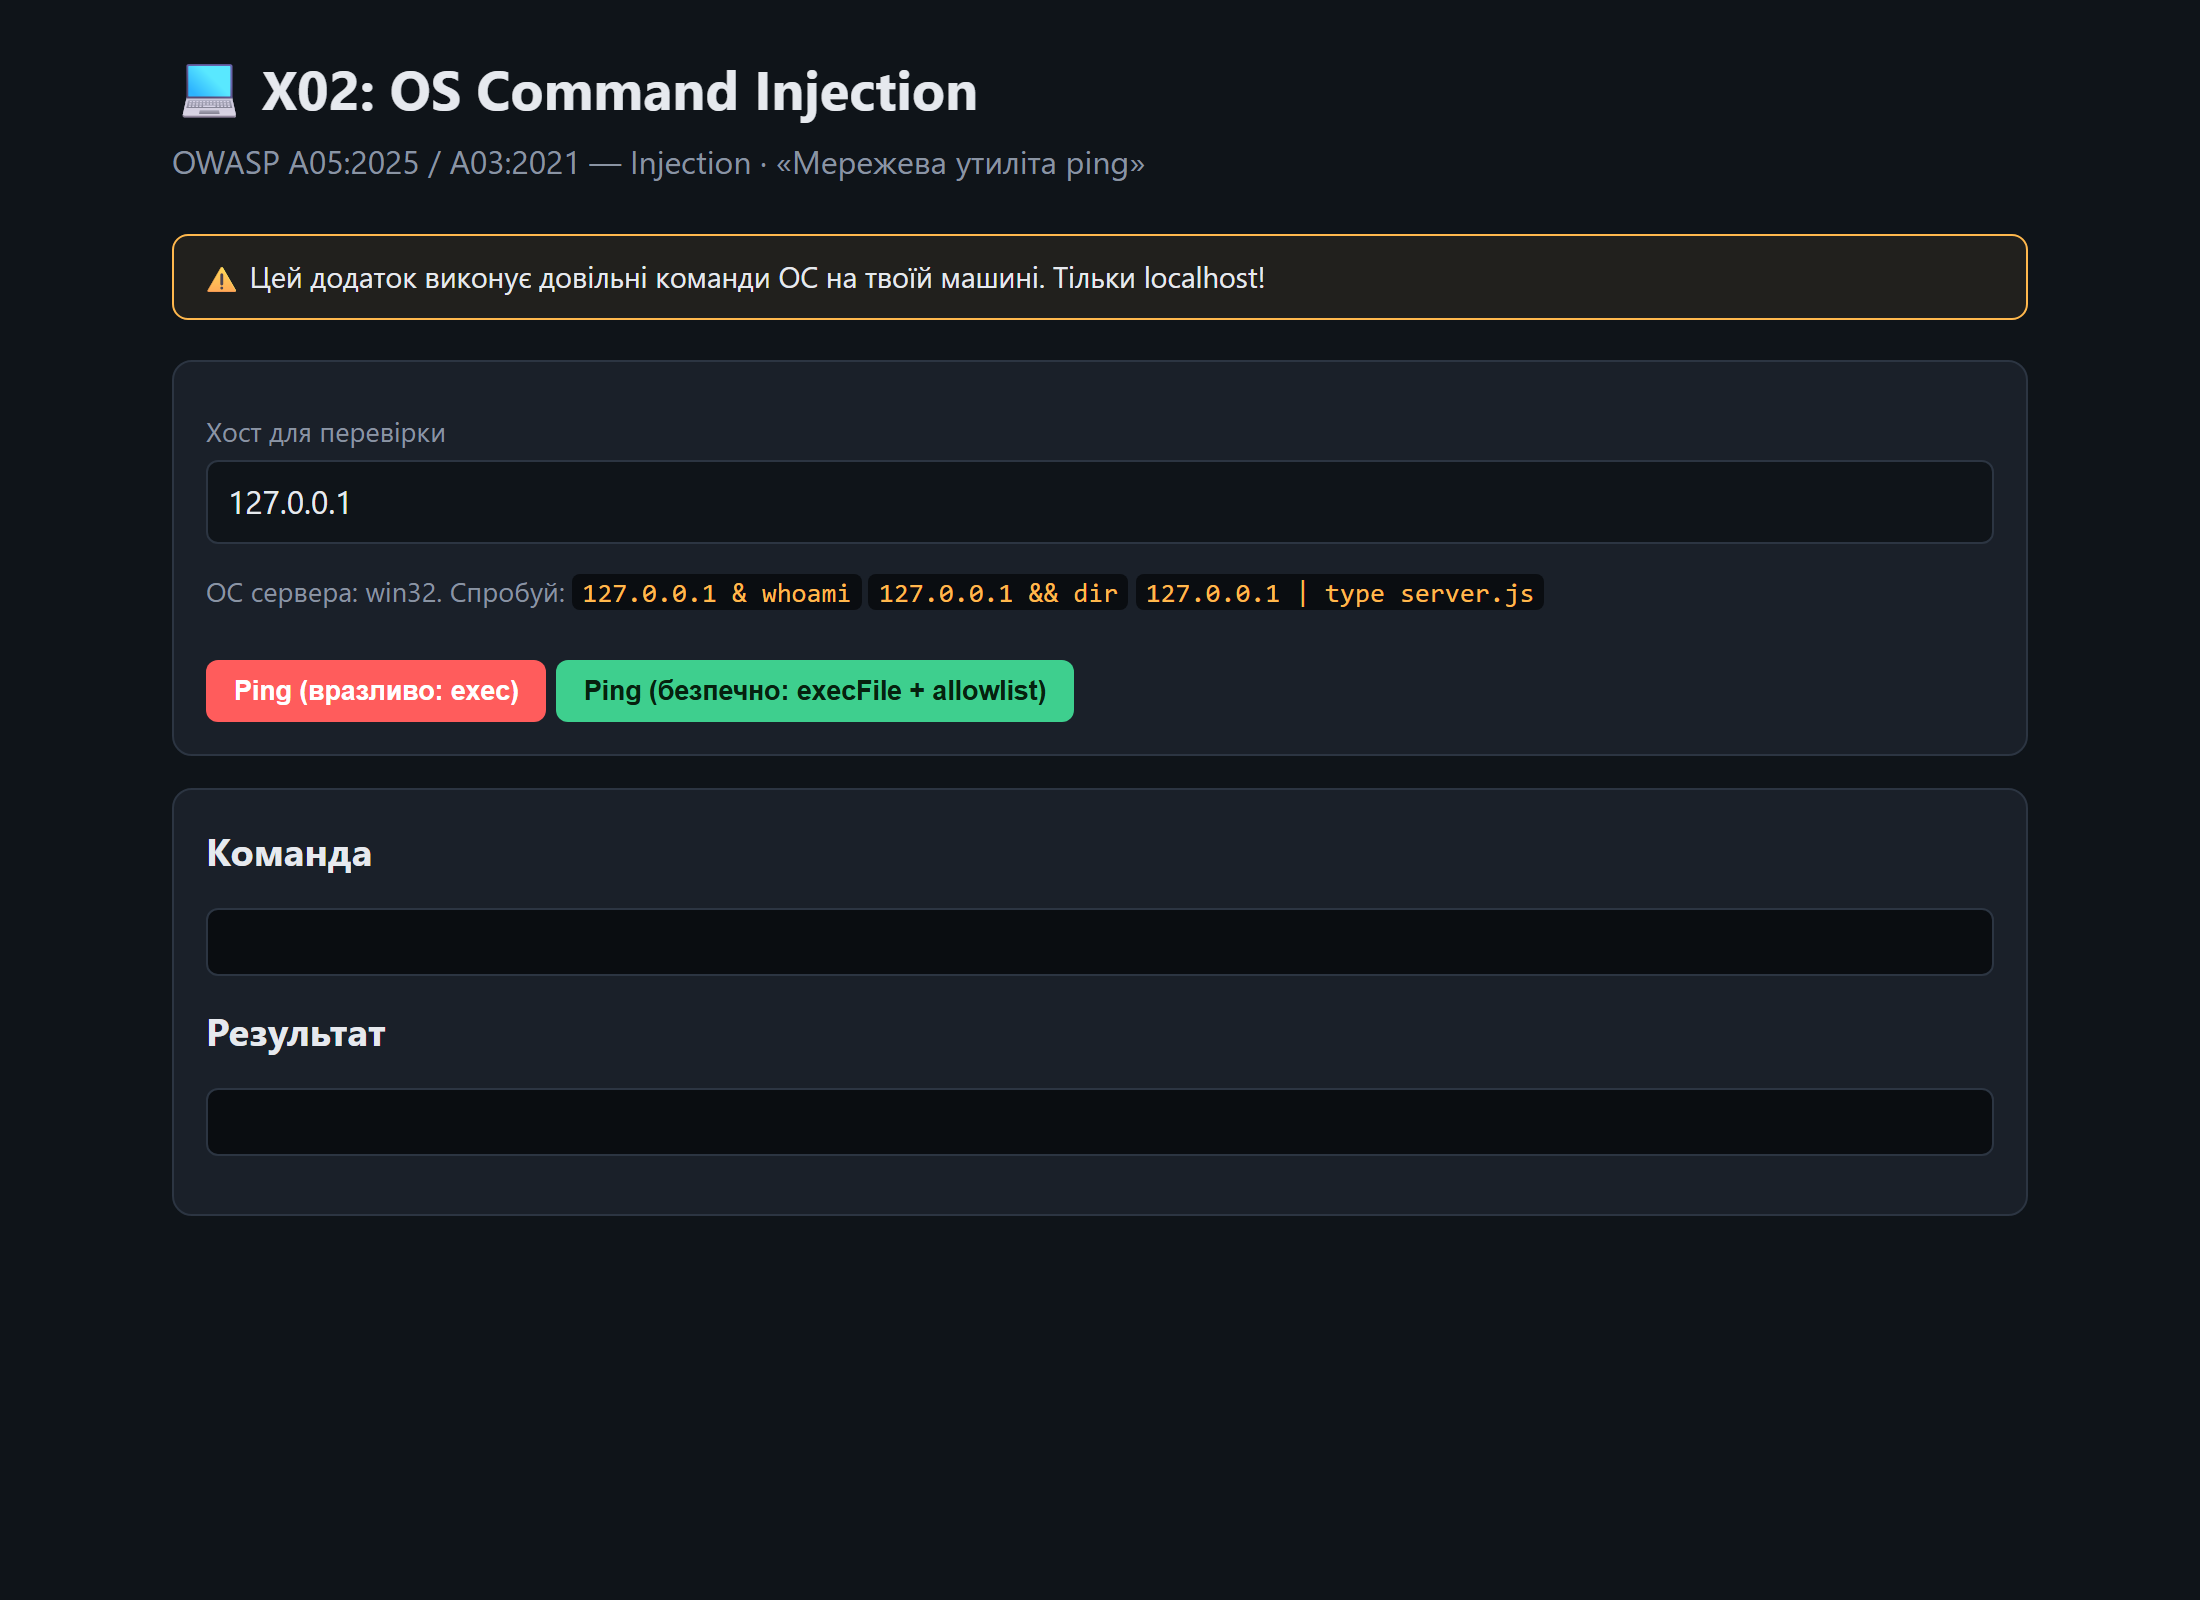 X02: OS Command Injection
OWASP A05:2025 / A03:2021 — Injection · «Мережева утиліта ping»
Цей додаток виконує довільні команди ОС на твоїй машині. Тільки localhost!
Хост для перевірки
127.0.0.1
ОС сервера: win32. Спробуй: 127.0.0.1 & whoami 127.0.0.1 && dir 127.0.0.1 | type server.js
Ping (вразливо: exec) Ping (безпечно: execFile + allowlist)
Команда
Результат